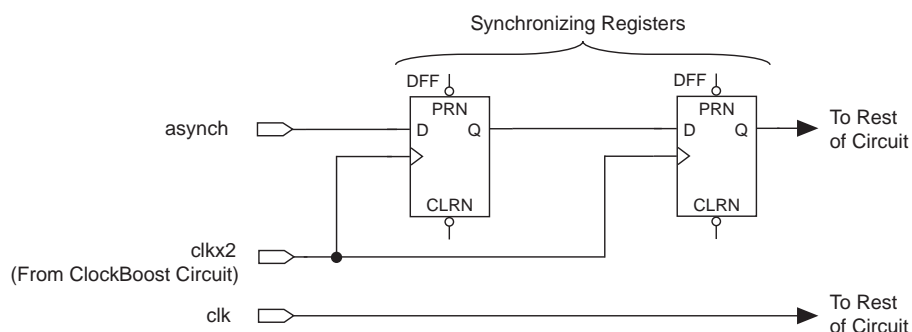 Synchronizing Registers
DFF
DFF
PRN
PRN
asynch
D Q
D Q
To Rest
of Circuit
CLRN
CLRN
clkx2
(From ClockBoost Circuit)
clk
To Rest
of Circuit